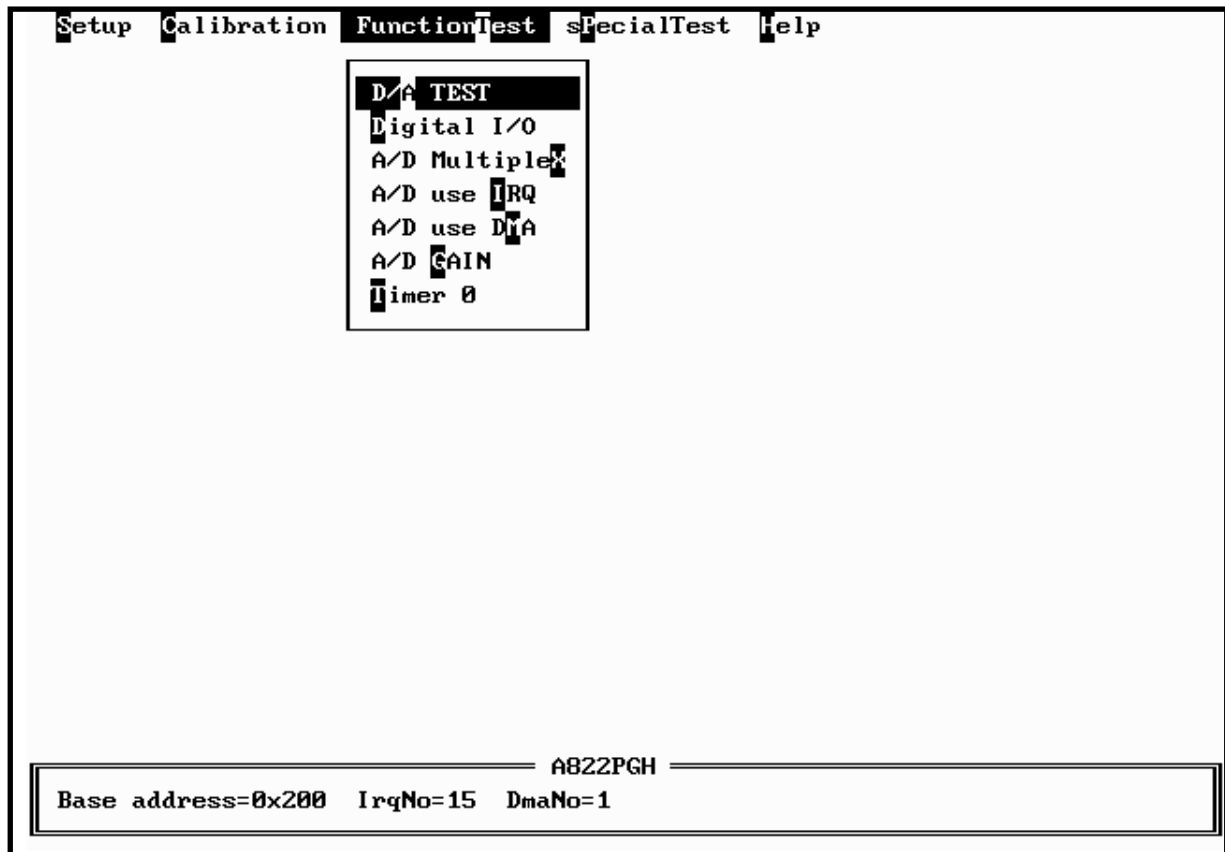 Setup Calibration FunctionTest sPecialTest Help
D/A TEST
Digital I/O
A/D MultipleX
A/D use IRQ
A/D use DMA
A/D GAIN
Timer 0
A822PGH
Base address=0x200 IrqNo=15 DmaNo=1